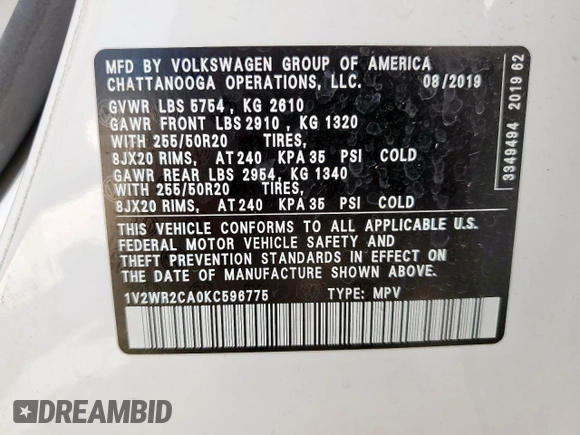 MFD BY VOLKSWAGEN GROUP OF AMERICA
CHATTANOOGA OPERATIONS, LLC. 08/2019
GVWR LBS 5754 , KG 2610
GAWR FRONT LBS 2910 , KG 1320
WITH 255/50R20 TIRES,
8JX20 RIMS, AT 240 KPA 35 PSI COLD
GAWR REAR LBS 2954, KG 1340
WITH 255/50R20 TIRES,
8JX20 RIMS, AT 240 KPA 35 PSI COLD
THIS VEHICLE CONFORMS TO ALL APPLICABLE U.S.
FEDERAL MOTOR VEHICLE SAFETY AND
THEFT PREVENTION STANDARDS IN EFFECT ON
THE DATE OF MANUFACTURE SHOWN ABOVE.
1V2WR2CA0KC596775 TYPE: MPV
3349494 2019 62
DREAMBID